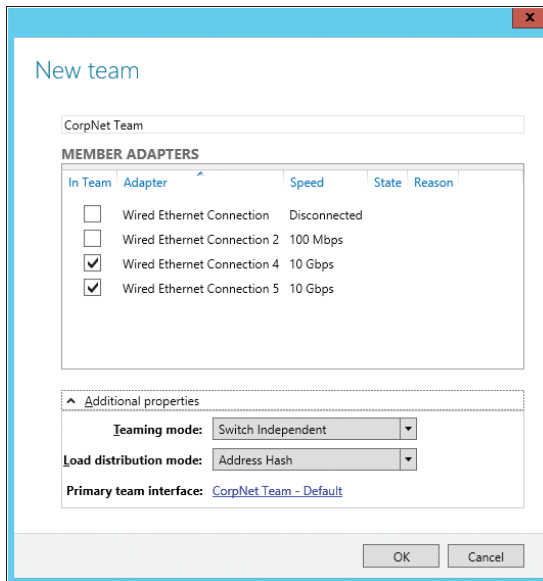 x
New team
CorpNet Team
MEMBER ADAPTERS
In Team Adapter Speed State Reason
Wired Ethernet Connection Disconnected
Wired Ethernet Connection 2 100 Mbps
Wired Ethernet Connection 4 10 Gbps
Wired Ethernet Connection 5 10 Gbps
Additional properties
Teaming mode: Switch Independent
Load distribution mode: Address Hash
Primary team interface: CorpNet Team - Default
OK Cancel